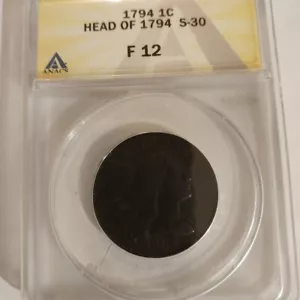 1794 1C
HEAD OF 1794 S-30
F 12
ANACS